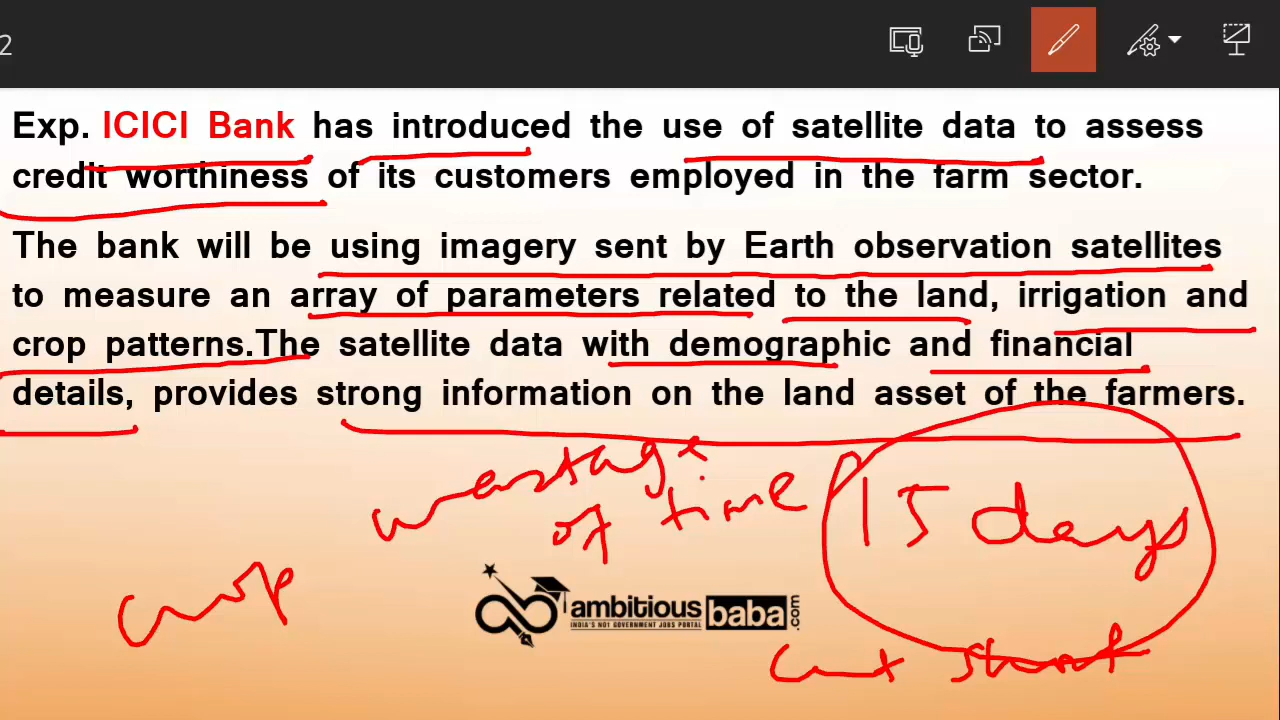 2
Exp. ICICI Bank has introduced the use of satellite data to assess
credit worthiness of its customers employed in the farm sector.
The bank will be using imagery sent by Earth observation satellites
to measure an array of parameters related to the land, irrigation and
crop patterns.The satellite data with demographic and financial
details, provides strong information on the land asset of the farmers.
wastage
of time
15 days
crop
ambitiousbaba.com
INDIA'S NO1 GOVERNMENT JOBS PORTAL
cut short